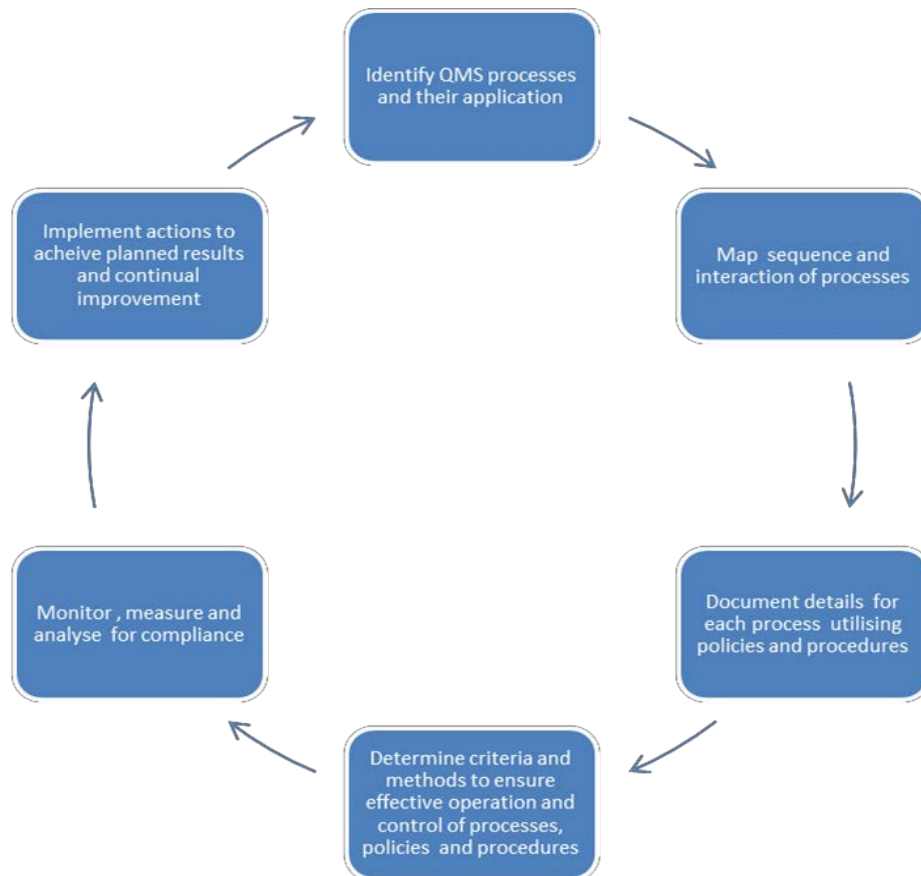 Identify QMS processes
and their application
Map sequence and
interaction of processes
Document details for
each process utilising
policies and procedures
Determine criteria and
methods to ensure
effective operation and
control of processes,
policies and procedures
Monitor , measure and
analyse for compliance
Implement actions to
acheive planned results
and continual
improvement